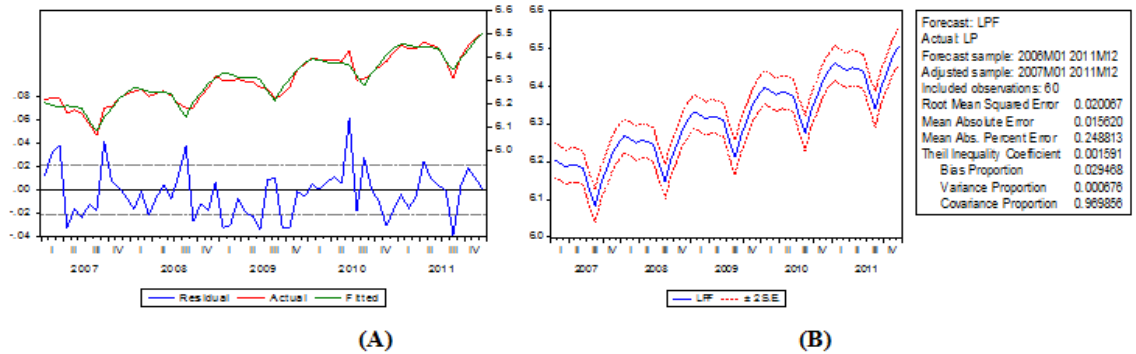 6.6
6.5
6.4
6.3
6.2
6.1
6.0
.08
.06
.04
.02
.00
-.02
-.04
I II III IV I II III IV I II III IV I II III IV I II III IV
2007 2008 2009 2010 2011
Residual Actual Fitted
(A)
6.6
6.5
6.4
6.3
6.2
6.1
6.0
I II III IV I II III IV I II III IV I II III IV I II III IV
2007 2008 2009 2010 2011
LPF ± 2 S.E.
(B)
Forecast: LPF
Actual: LP
Forecast sample: 2006M01 2011M12
Adjusted sample: 2007M01 2011M12
Included observations: 60
Root Mean Squared Error 0.020067
Mean Absolute Error 0.015620
Mean Abs. Percent Error 0.248813
Theil Inequality Coefficient 0.001591
Bias Proportion 0.029468
Variance Proportion 0.000676
Covariance Proportion 0.969856